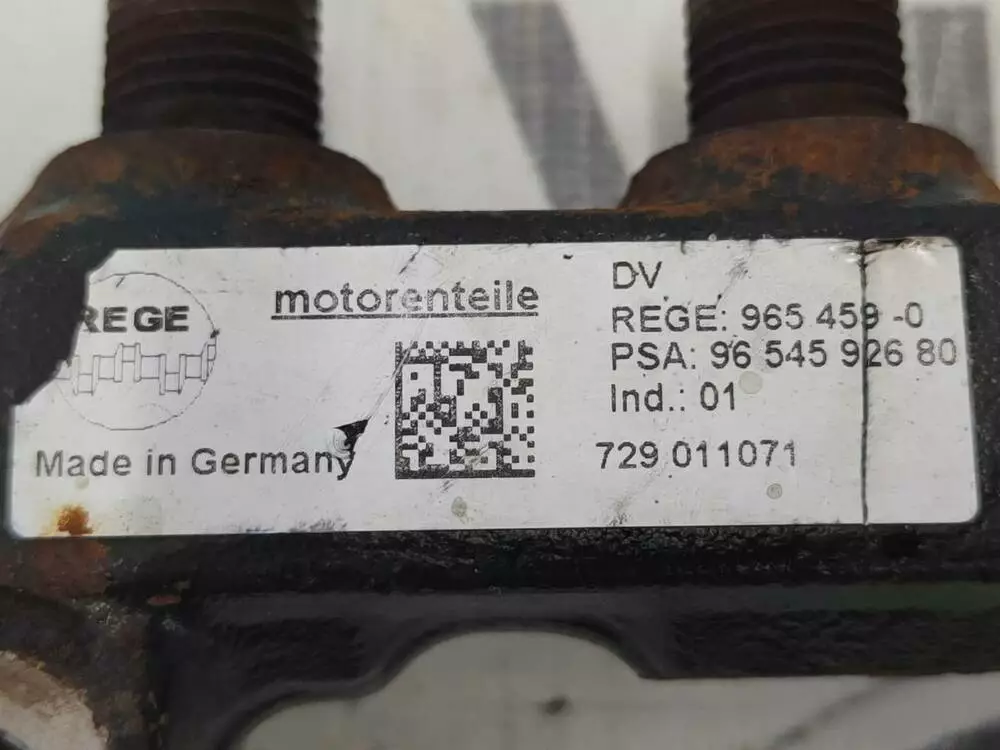 REGE
motorenteile
Made in Germany
DV
REGE: 965 459 -0
PSA: 96 545 926 80
Ind.: 01
729 011071